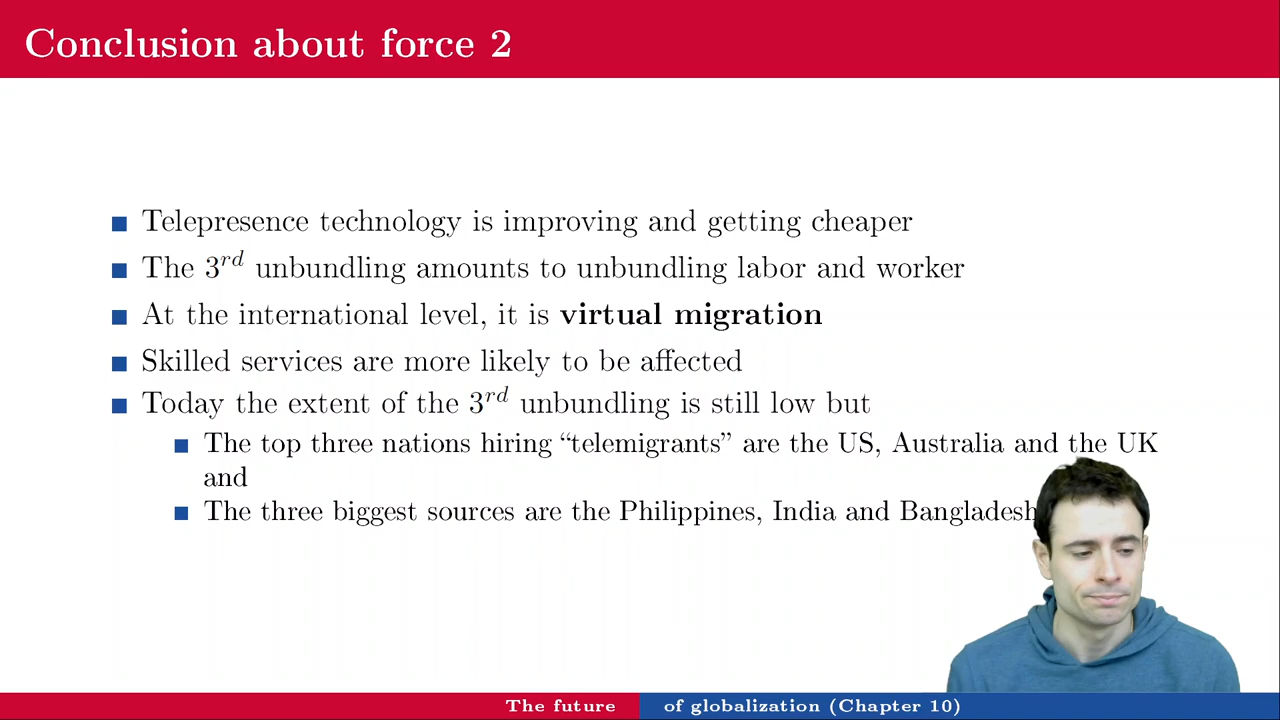 Conclusion about force 2
Telepresence technology is improving and getting cheaper
The 3rd unbundling amounts to unbundling labor and worker
At the international level, it is virtual migration
Skilled services are more likely to be affected
Today the extent of the 3rd unbundling is still low but
The top three nations hiring “telemigrants” are the US, Australia and the UK
and
The three biggest sources are the Philippines, India and Bangladesh
The future of globalization (Chapter 10)